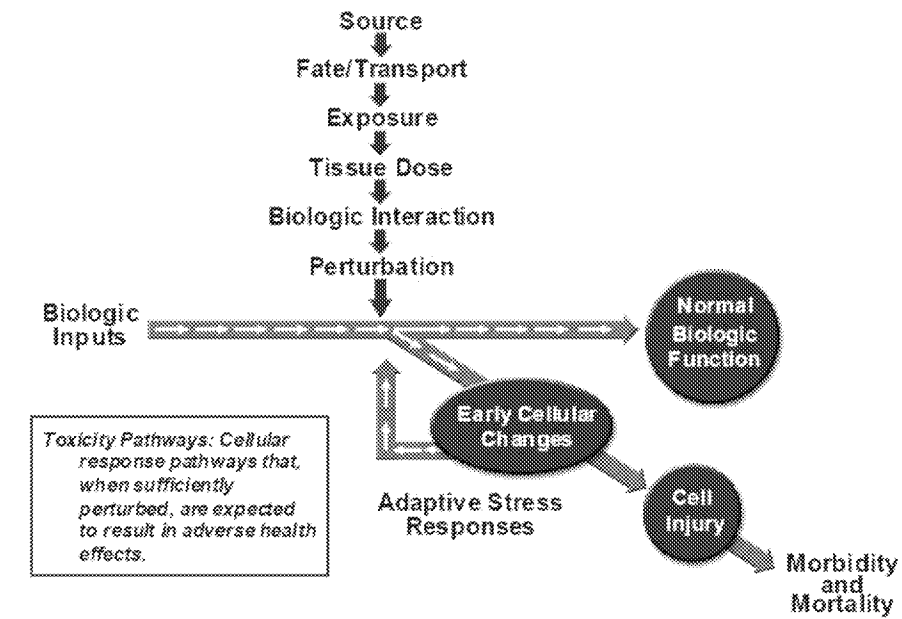 Source
Fate/Transport
Exposure
Tissue Dose
Biologic Interaction
Perturbation
Biologic
Inputs
Normal
Biologic
Function
Early Cellular
Changes
Toxicity Pathways: Cellular
response pathways that,
when sufficiently
perturbed, are expected
to result in adverse health
effects.
Adaptive Stress
Responses
Cell
Injury
Morbidity
and
Mortality